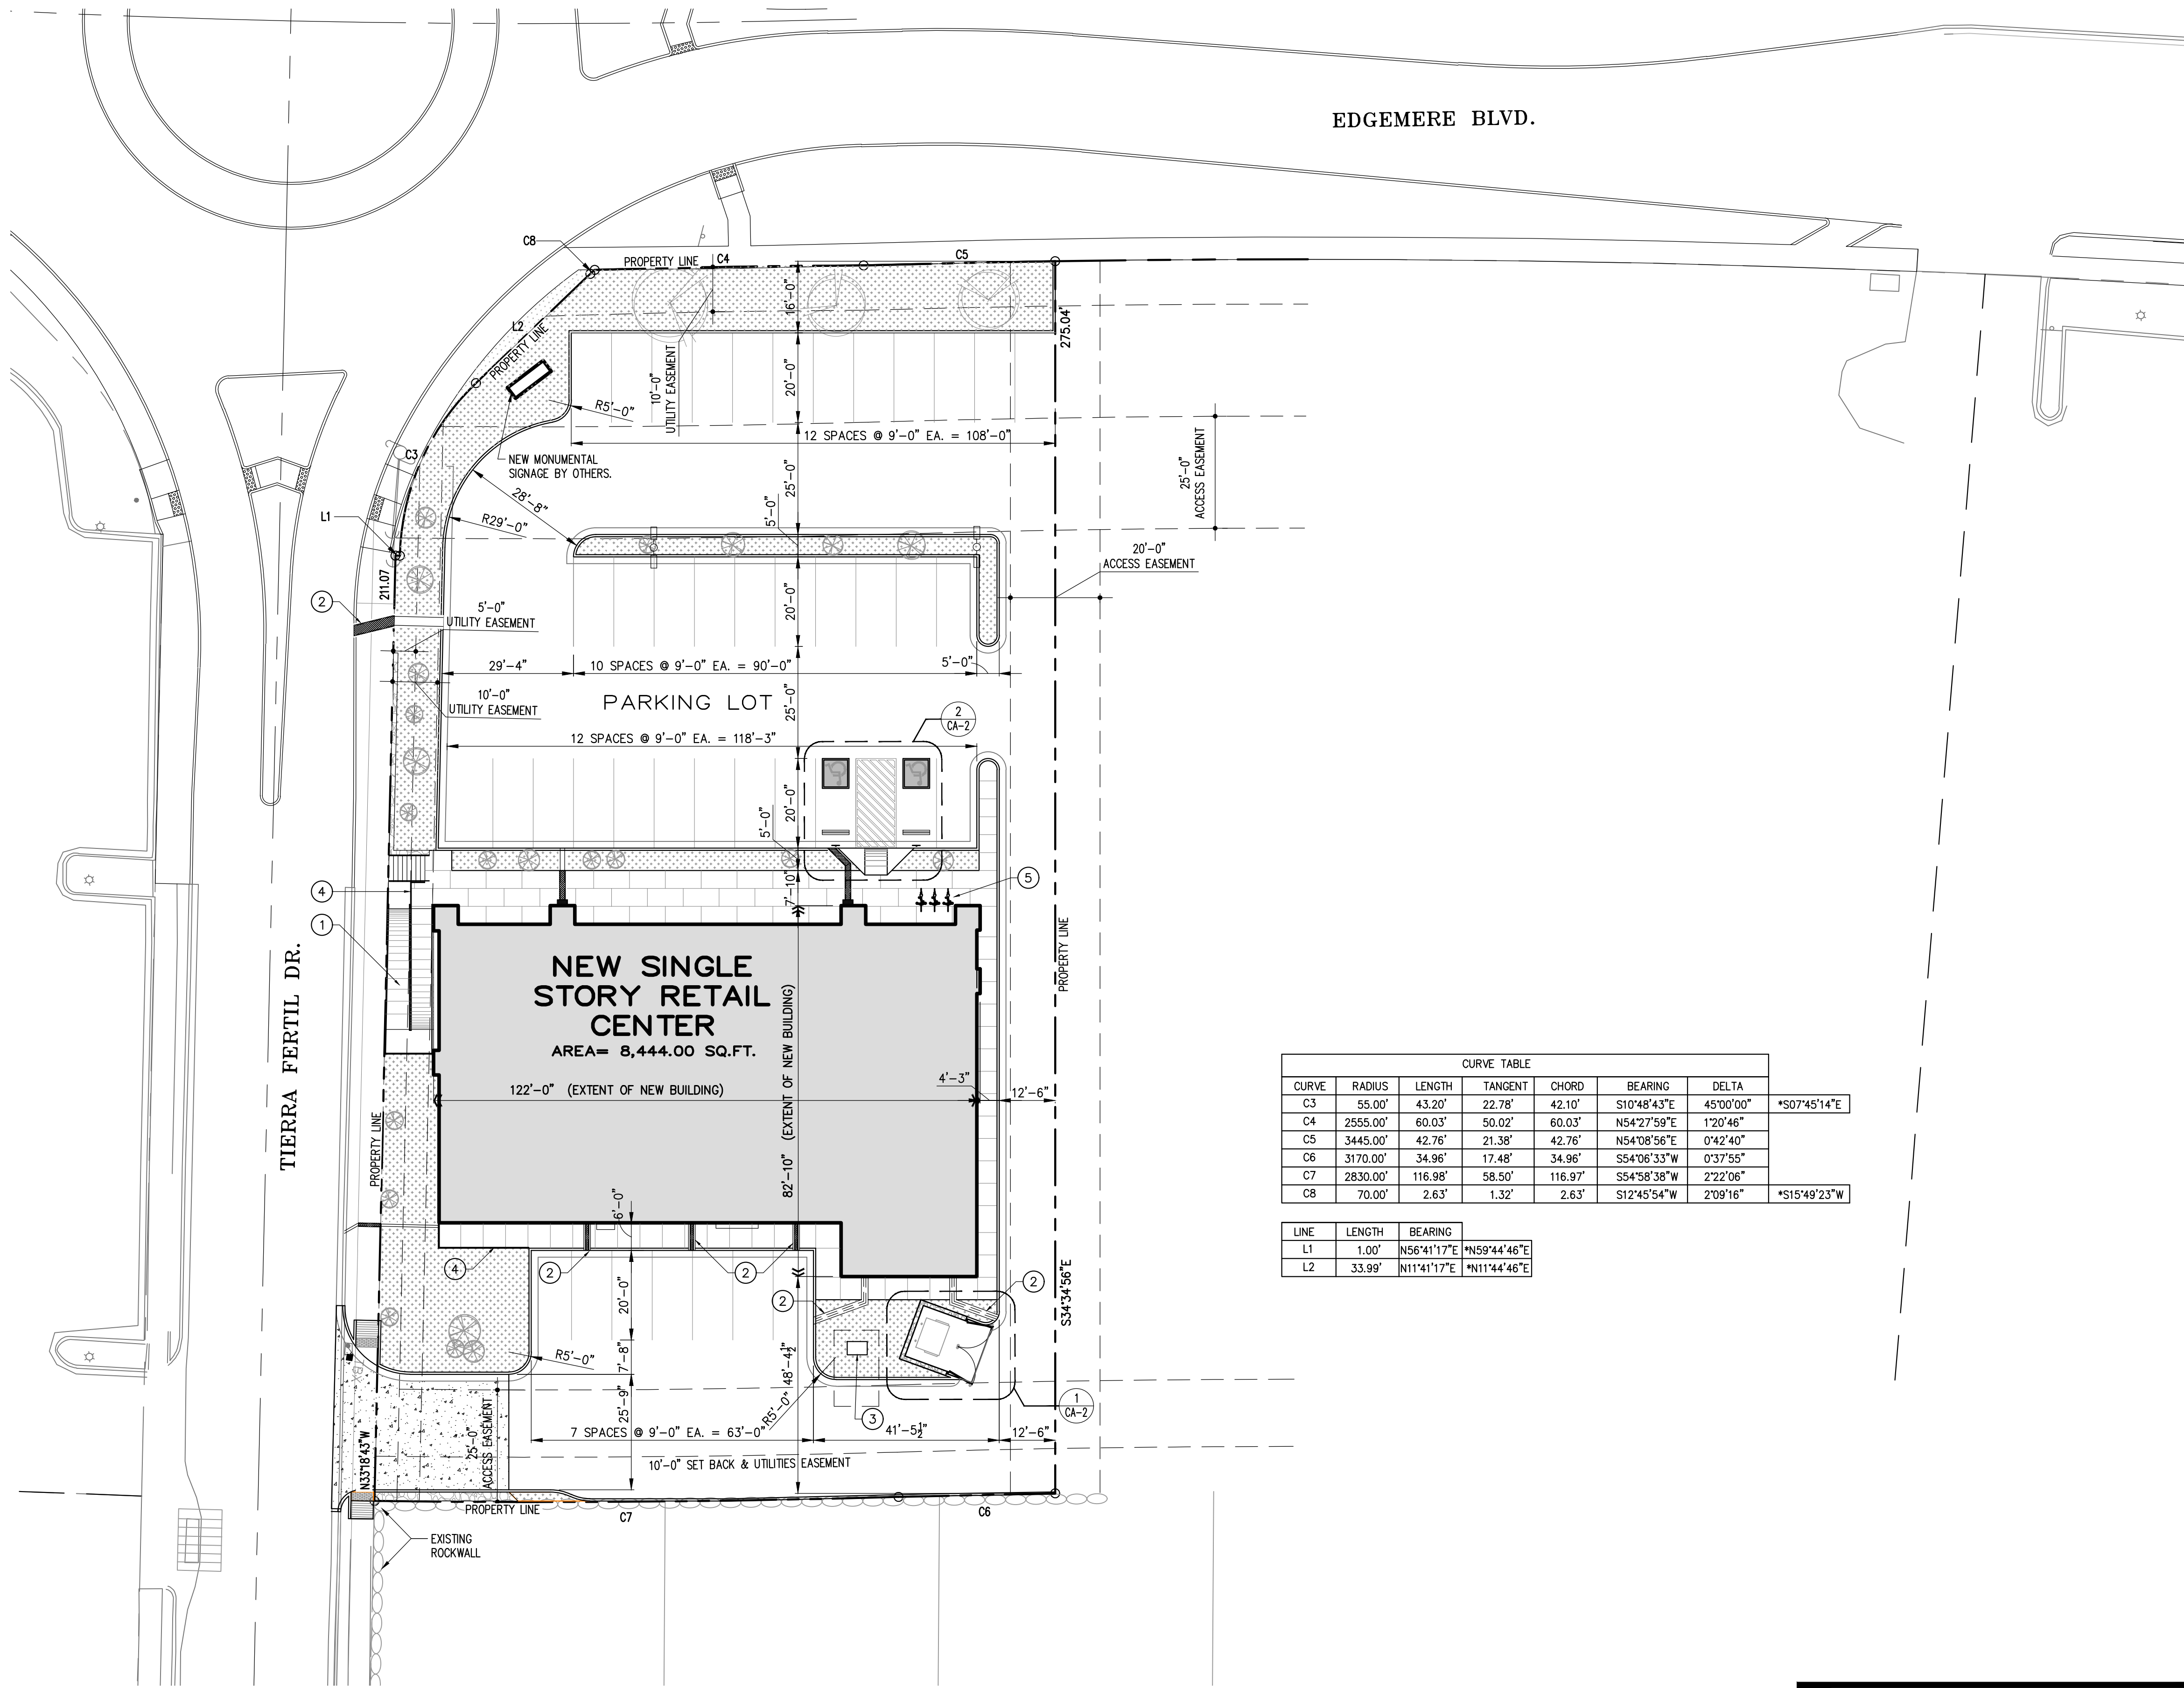 EDGEMERE BLVD.
C8
PROPERTY LINE
C4
C5
L2
PROPERTY LINE
16'-0"
275.04'
10'-0"
UTILITY EASEMENT
20'-0"
R5'-0"
12 SPACES @ 9'-0" EA. = 108'-0"
C3
NEW MONUMENTAL
SIGNAGE BY OTHERS.
25'-0"
25'-0"
ACCESS EASEMENT
28'-8"
R29'-0"
5'-0"
L1
20'-0"
ACCESS EASEMENT
211.07
2
5'-0"
UTILITY EASEMENT
20'-0"
29'-4"
10 SPACES @ 9'-0" EA. = 90'-0"
5'-0"
10'-0"
UTILITY EASEMENT
PARKING LOT
25'-0"
2
CA-2
12 SPACES @ 9'-0" EA. = 118'-3"
20'-0"
5'-0"
4
7'-10"
5
1
NEW SINGLE
STORY RETAIL
CENTER
AREA= 8,444.00 SQ.FT.
PROPERTY LINE
TIERRA FERTIL DR.
122'-0" (EXTENT OF NEW BUILDING)
82'-10" (EXTENT OF NEW BUILDING)
4'-3"
12'-6"
PROPERTY LINE
CURVE TABLE
CURVE RADIUS LENGTH TANGENT CHORD BEARING DELTA
C3 55.00' 43.20' 22.78' 42.10' S10°48'43"E 45°00'00" *S07°45'14"E
C4 2555.00' 60.03' 50.02' 60.03' N54°27'59"E 1°20'46"
C5 3445.00' 42.76' 21.38' 42.76' N54°08'56"E 0°42'40"
C6 3170.00' 34.96' 17.48' 34.96' S54°06'33"W 0°37'55"
C7 2830.00' 116.98' 58.50' 116.97' S54°58'38"W 2°22'06"
C8 70.00' 2.63' 1.32' 2.63' S12°45'54"W 2°09'16" *S15°49'23"W
LINE LENGTH BEARING
L1 1.00' N56°41'17"E *N59°44'46"E
L2 33.99' N11°41'17"E *N11°44'46"E
6'-0"
4
2
2
2
2
S34°34'56"E
20'-0"
R5'-0"
7'-8"
48'-4½"
R5'-0"
3
1
CA-2
25'-9"
7 SPACES @ 9'-0" EA. = 63'-0"
41'-5½"
12'-6"
N33°18'43"W
25'-0"
ACCESS EASEMENT
10'-0" SET BACK & UTILITIES EASEMENT
PROPERTY LINE
C7
C6
EXISTING
ROCKWALL